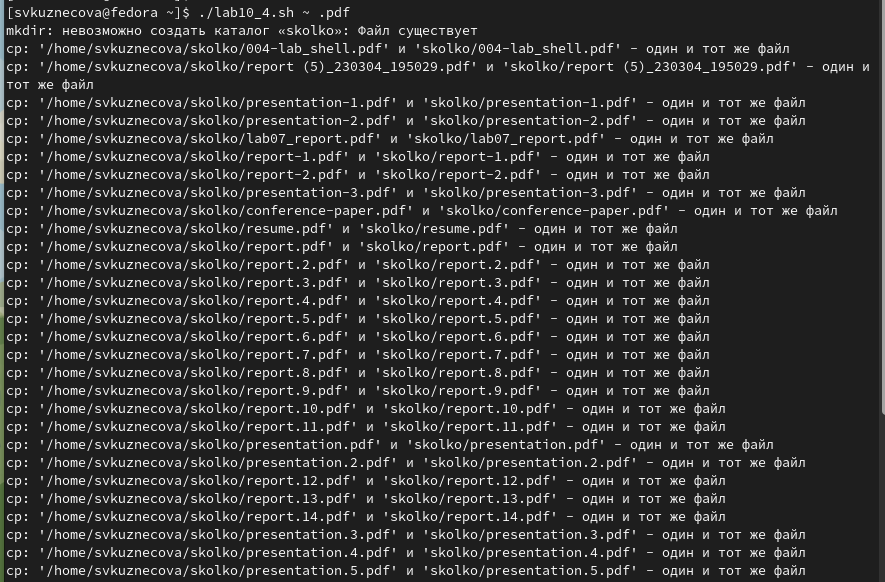 [svkuznecova@fedora ~]$ ./lab10_4.sh ~ .pdf
mkdir: невозможно создать каталог «skolko»: Файл существует
cp: '/home/svkuznecova/skolko/004-lab_shell.pdf' и 'skolko/004-lab_shell.pdf' – один и тот же файл
cp: '/home/svkuznecova/skolko/report (5)_230304_195029.pdf' и 'skolko/report (5)_230304_195029.pdf' – один и
тот же файл
cp: '/home/svkuznecova/skolko/presentation-1.pdf' и 'skolko/presentation-1.pdf' – один и тот же файл
cp: '/home/svkuznecova/skolko/presentation-2.pdf' и 'skolko/presentation-2.pdf' – один и тот же файл
cp: '/home/svkuznecova/skolko/lab07_report.pdf' и 'skolko/lab07_report.pdf' – один и тот же файл
cp: '/home/svkuznecova/skolko/report-1.pdf' и 'skolko/report-1.pdf' – один и тот же файл
cp: '/home/svkuznecova/skolko/report-2.pdf' и 'skolko/report-2.pdf' – один и тот же файл
cp: '/home/svkuznecova/skolko/presentation-3.pdf' и 'skolko/presentation-3.pdf' – один и тот же файл
cp: '/home/svkuznecova/skolko/conference-paper.pdf' и 'skolko/conference-paper.pdf' – один и тот же файл
cp: '/home/svkuznecova/skolko/resume.pdf' и 'skolko/resume.pdf' – один и тот же файл
cp: '/home/svkuznecova/skolko/report.pdf' и 'skolko/report.pdf' – один и тот же файл
cp: '/home/svkuznecova/skolko/report.2.pdf' и 'skolko/report.2.pdf' – один и тот же файл
cp: '/home/svkuznecova/skolko/report.3.pdf' и 'skolko/report.3.pdf' – один и тот же файл
cp: '/home/svkuznecova/skolko/report.4.pdf' и 'skolko/report.4.pdf' – один и тот же файл
cp: '/home/svkuznecova/skolko/report.5.pdf' и 'skolko/report.5.pdf' – один и тот же файл
cp: '/home/svkuznecova/skolko/report.6.pdf' и 'skolko/report.6.pdf' – один и тот же файл
cp: '/home/svkuznecova/skolko/report.7.pdf' и 'skolko/report.7.pdf' – один и тот же файл
cp: '/home/svkuznecova/skolko/report.8.pdf' и 'skolko/report.8.pdf' – один и тот же файл
cp: '/home/svkuznecova/skolko/report.9.pdf' и 'skolko/report.9.pdf' – один и тот же файл
cp: '/home/svkuznecova/skolko/report.10.pdf' и 'skolko/report.10.pdf' – один и тот же файл
cp: '/home/svkuznecova/skolko/report.11.pdf' и 'skolko/report.11.pdf' – один и тот же файл
cp: '/home/svkuznecova/skolko/presentation.pdf' и 'skolko/presentation.pdf' – один и тот же файл
cp: '/home/svkuznecova/skolko/presentation.2.pdf' и 'skolko/presentation.2.pdf' – один и тот же файл
cp: '/home/svkuznecova/skolko/report.12.pdf' и 'skolko/report.12.pdf' – один и тот же файл
cp: '/home/svkuznecova/skolko/report.13.pdf' и 'skolko/report.13.pdf' – один и тот же файл
cp: '/home/svkuznecova/skolko/report.14.pdf' и 'skolko/report.14.pdf' – один и тот же файл
cp: '/home/svkuznecova/skolko/presentation.3.pdf' и 'skolko/presentation.3.pdf' – один и тот же файл
cp: '/home/svkuznecova/skolko/presentation.4.pdf' и 'skolko/presentation.4.pdf' – один и тот же файл
cp: '/home/svkuznecova/skolko/presentation.5.pdf' и 'skolko/presentation.5.pdf' – один и тот же файл